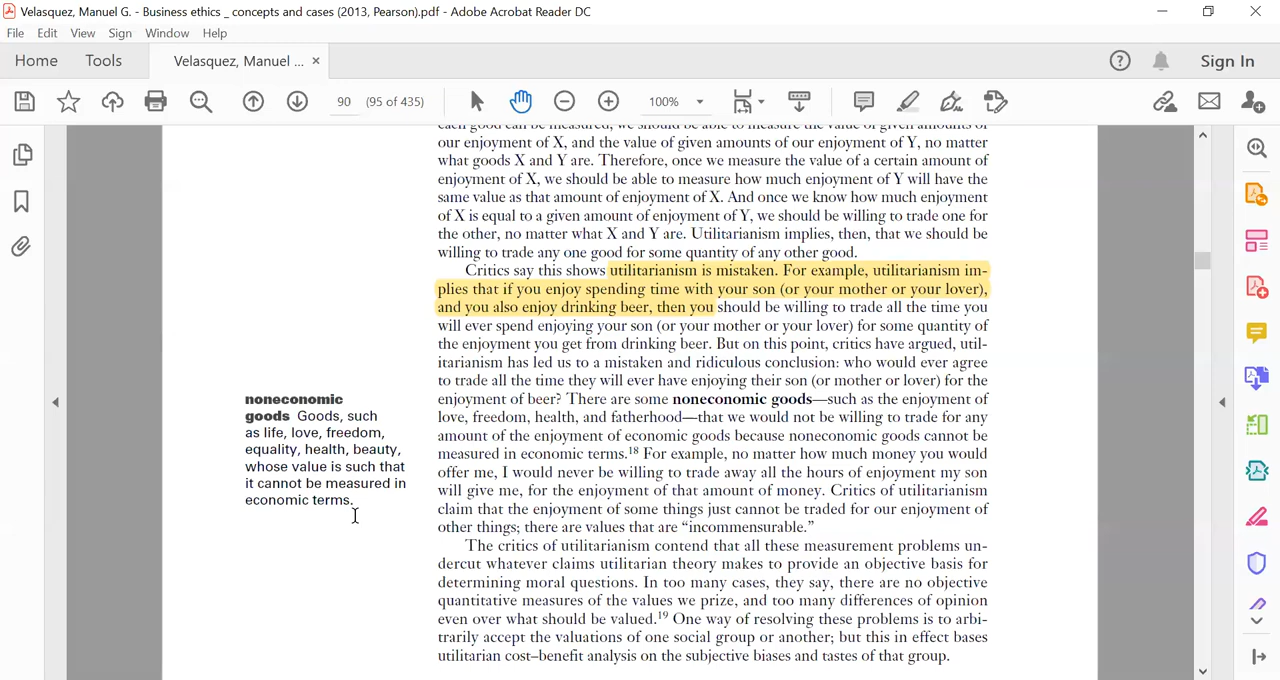 Velasquez, Manuel G. - Business ethics _ concepts and cases (2013, Pearson).pdf - Adobe Acrobat Reader DC
File Edit View Sign Window Help
Home Tools Velasquez, Manuel ... × Sign In
90 (95 of 435) 100%
each good can be measured, we should be able to measure the value of given amounts of
our enjoyment of X, and the value of given amounts of our enjoyment of Y, no matter
what goods X and Y are. Therefore, once we measure the value of a certain amount of
enjoyment of X, we should be able to measure how much enjoyment of Y will have the
same value as that amount of enjoyment of X. And once we know how much enjoyment
of X is equal to a given amount of enjoyment of Y, we should be willing to trade one for
the other, no matter what X and Y are. Utilitarianism implies, then, that we should be
willing to trade any one good for some quantity of any other good.
Critics say this shows utilitarianism is mistaken. For example, utilitarianism im-
plies that if you enjoy spending time with your son (or your mother or your lover),
and you also enjoy drinking beer, then you should be willing to trade all the time you
will ever spend enjoying your son (or your mother or your lover) for some quantity of
the enjoyment you get from drinking beer. But on this point, critics have argued, util-
itarianism has led us to a mistaken and ridiculous conclusion: who would ever agree
to trade all the time they will ever have enjoying their son (or mother or lover) for the
enjoyment of beer? There are some noneconomic goods—such as the enjoyment of
love, freedom, health, and fatherhood—that we would not be willing to trade for any
amount of the enjoyment of economic goods because noneconomic goods cannot be
measured in economic terms.18 For example, no matter how much money you would
offer me, I would never be willing to trade away all the hours of enjoyment my son
will give me, for the enjoyment of that amount of money. Critics of utilitarianism
claim that the enjoyment of some things just cannot be traded for our enjoyment of
other things; there are values that are “incommensurable.”
The critics of utilitarianism contend that all these measurement problems un-
dercut whatever claims utilitarian theory makes to provide an objective basis for
determining moral questions. In too many cases, they say, there are no objective
quantitative measures of the values we prize, and too many differences of opinion
even over what should be valued.19 One way of resolving these problems is to arbi-
trarily accept the valuations of one social group or another; but this in effect bases
utilitarian cost–benefit analysis on the subjective biases and tastes of that group.
noneconomic
goods Goods, such
as life, love, freedom,
equality, health, beauty,
whose value is such that
it cannot be measured in
economic terms.